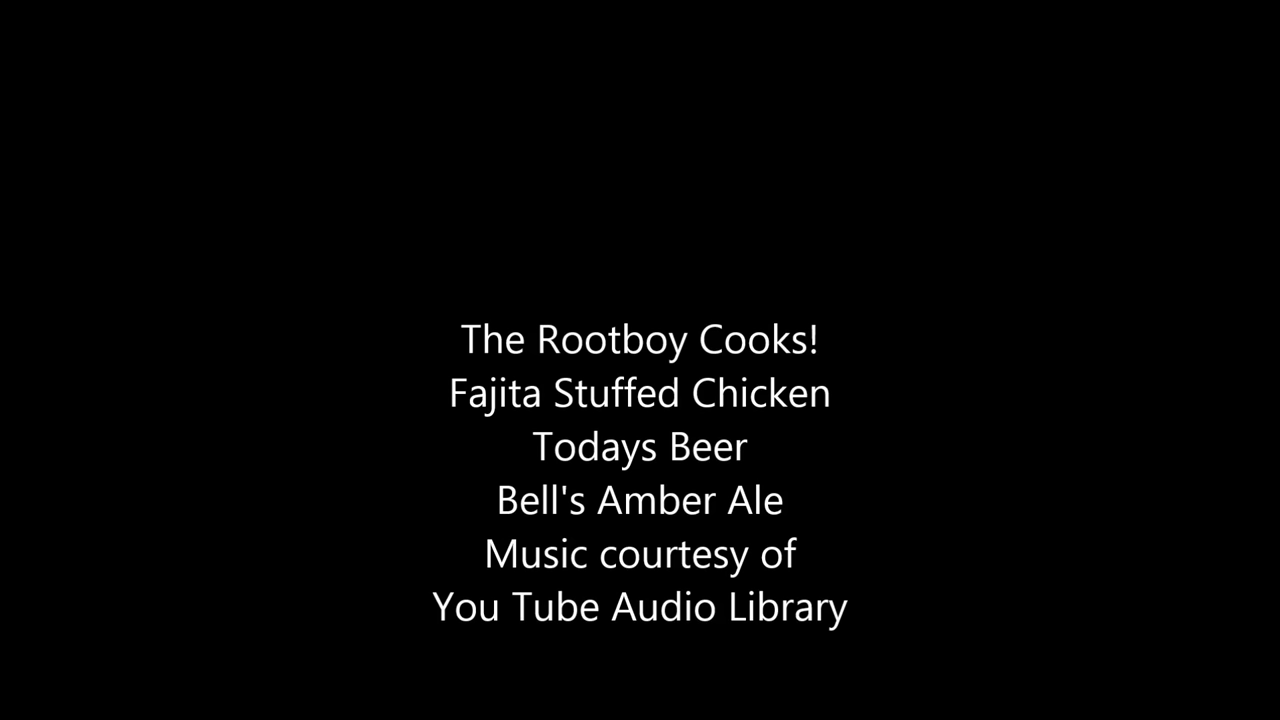 The Rootboy Cooks!
Fajita Stuffed Chicken
Todays Beer
Bell's Amber Ale
Music courtesy of
You Tube Audio Library